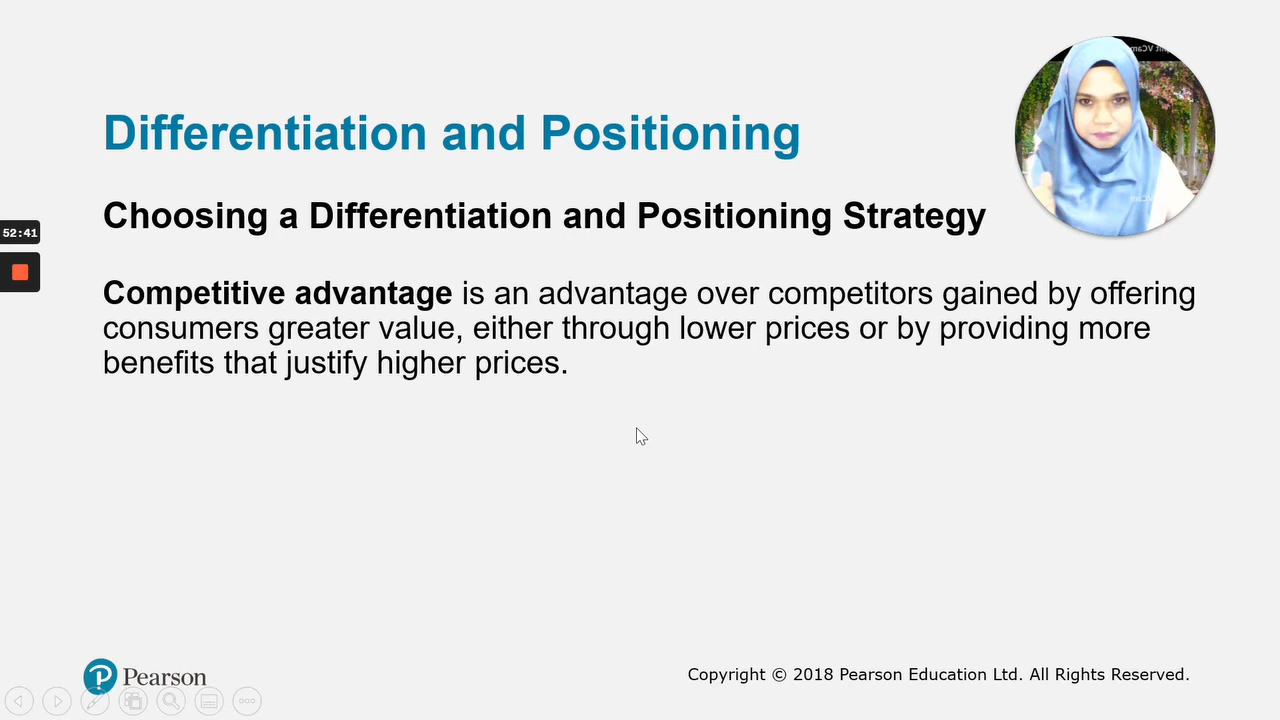 Differentiation and Positioning
Choosing a Differentiation and Positioning Strategy
52:41
Competitive advantage is an advantage over competitors gained by offering
consumers greater value, either through lower prices or by providing more
benefits that justify higher prices.
Pearson
Copyright © 2018 Pearson Education Ltd. All Rights Reserved.